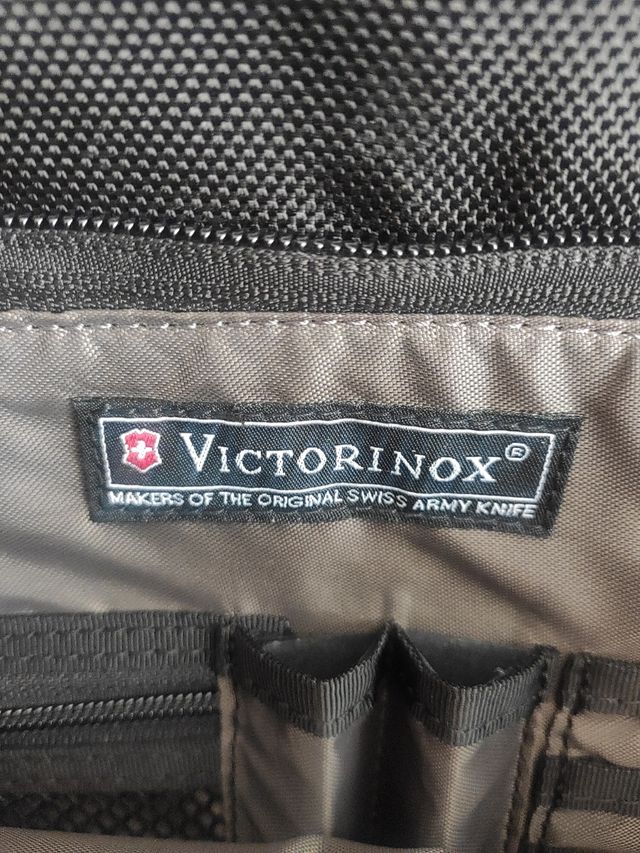 VICTORINOX®
MAKERS OF THE ORIGINAL SWISS ARMY KNIFE